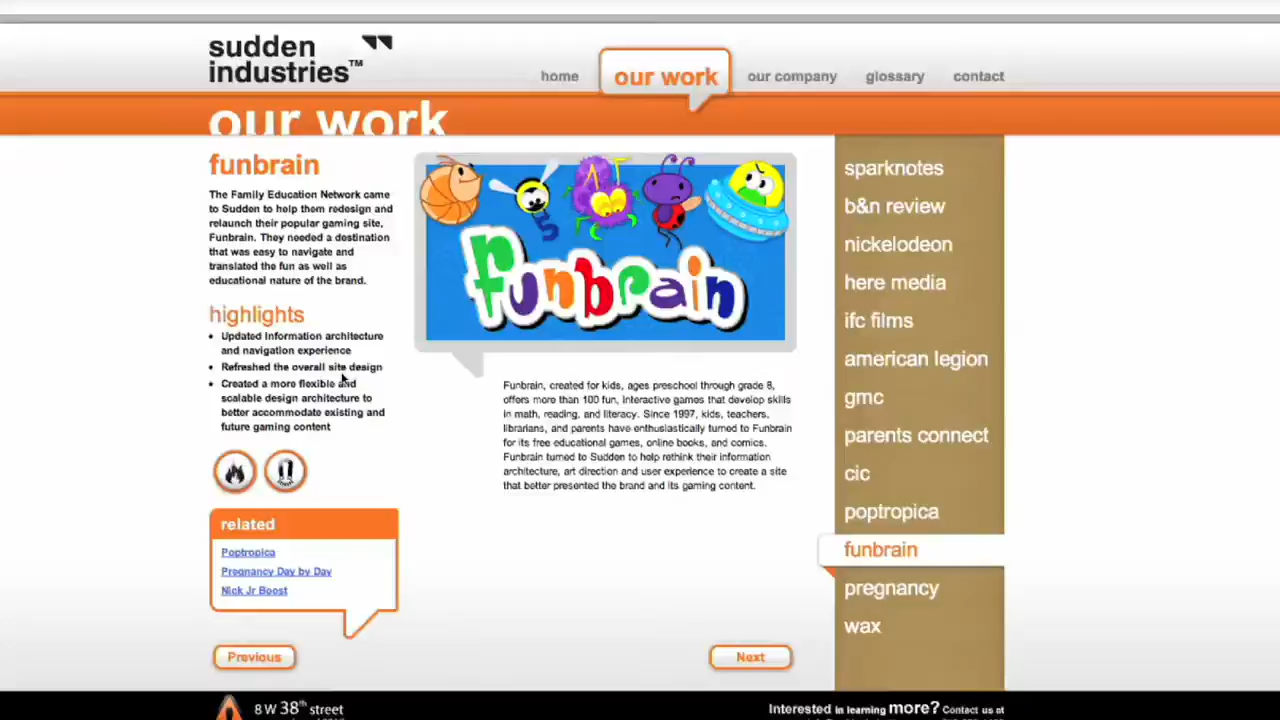 sudden
industries™
home
our work
our company
glossary
contact
our work
funbrain
The Family Education Network came
to Sudden to help them redesign and
relaunch their popular gaming site,
Funbrain. They needed a destination
that was easy to navigate and
translated the fun as well as
educational nature of the brand.
highlights
Updated information architecture
and navigation experience
Refreshed the overall site design
Created a more flexible and
scalable design architecture to
better accommodate existing and
future gaming content
related
Poptropica
Pregnancy Day by Day
Nick Jr Boost
Previous
funbrain
Funbrain, created for kids, ages preschool through grade 8,
offers more than 100 fun, interactive games that develop skills
in math, reading, and literacy. Since 1997, kids, teachers,
librarians, and parents have enthusiastically turned to Funbrain
for its free educational games, online books, and comics.
Funbrain turned to Sudden to help rethink their information
architecture, art direction and user experience to create a site
that better presented the brand and its gaming content.
Next
sparknotes
b&n review
nickelodeon
here media
ifc films
american legion
gmc
parents connect
cic
poptropica
funbrain
pregnancy
wax
8 W 38th street
Interested in learning more? Contact us at